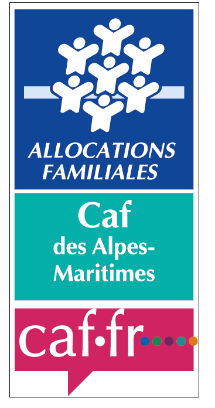 ALLOCATIONS
FAMILIALES
Caf
des Alpes-
Maritimes
caf•fr